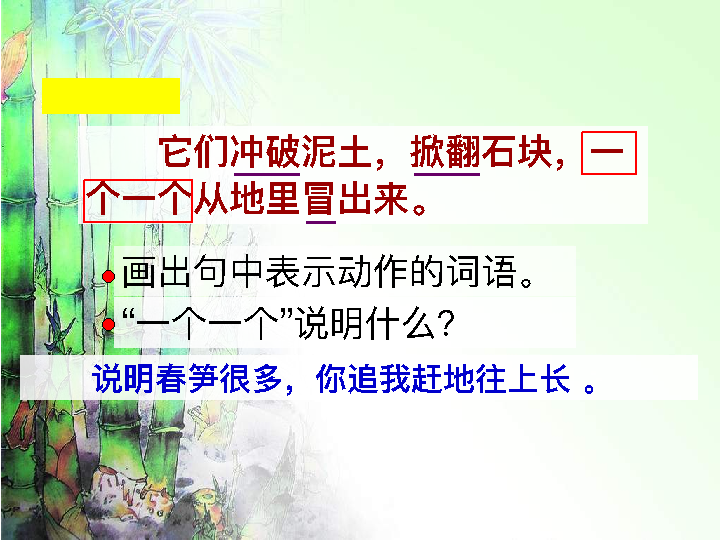 它们冲破泥土，掀翻石块，一
个一个从地里冒出来。
画出句中表示动作的词语。
“一个一个”说明什么？
说明春笋很多，你追我赶地往上长 。